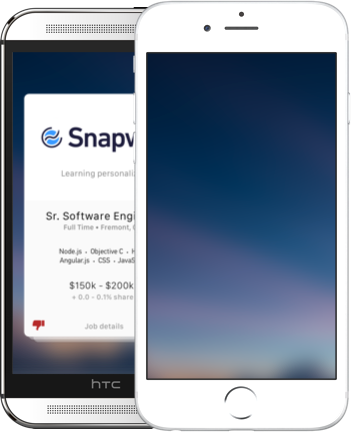 Snapw
Learning personali
Sr. Software Engi
Full Time • Fremont, C
Node.js • Objective C • H
Angular.js • CSS • JavaS
$150k - $200k
+ 0.0 - 0.1% share
Job details
hTC